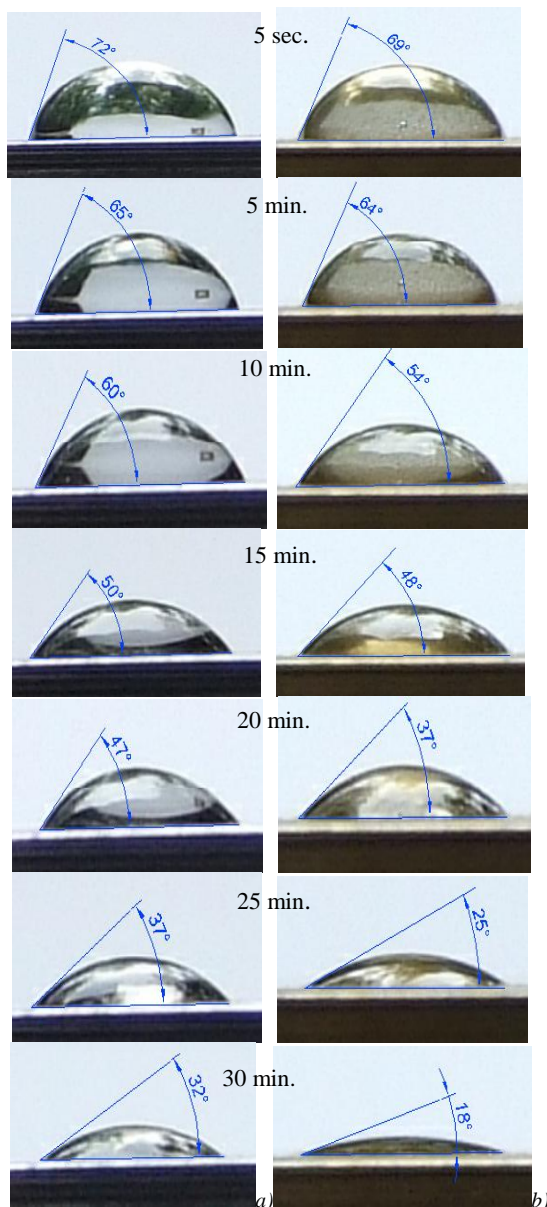 5 sec.
72° 69°
5 min.
65° 64°
10 min.
60° 54°
15 min.
50° 48°
20 min.
47° 37°
25 min.
37° 25°
30 min.
32° 18°
a) b)